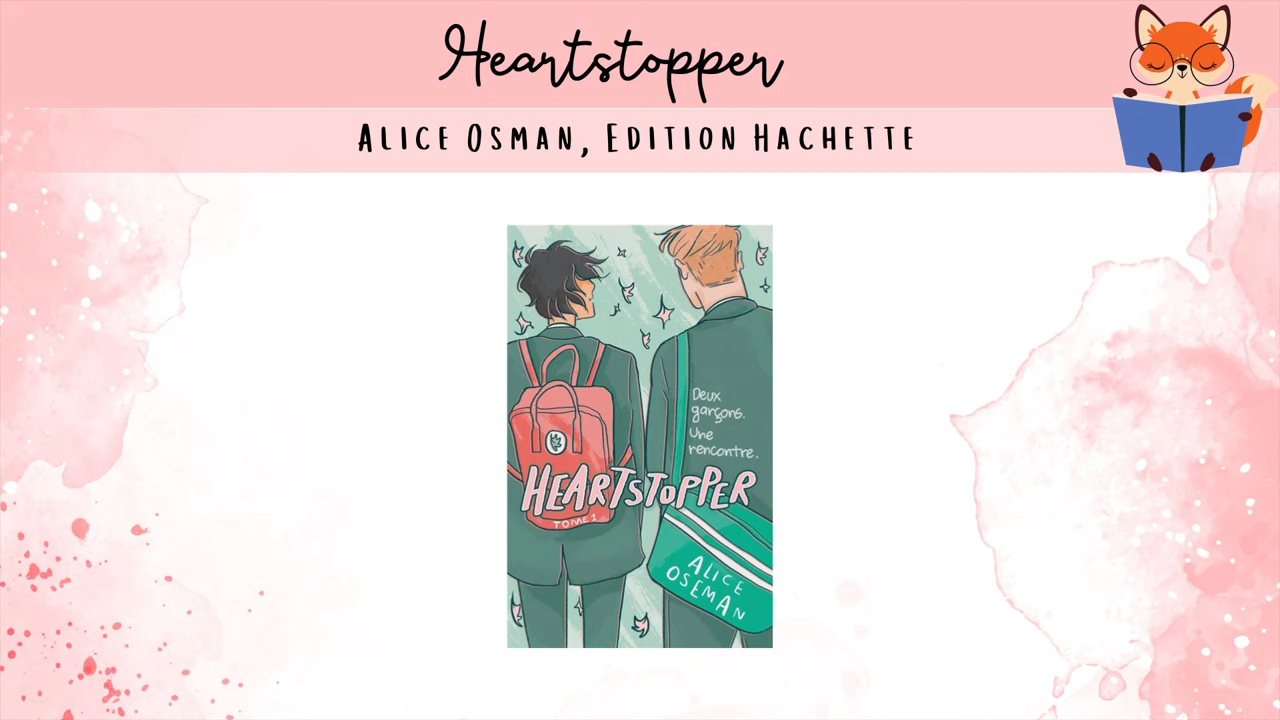 Heartstopper
ALICE OSMAN, EDITION HACHETTE
Deux
garçons.
Une
rencontre.
HEARTSTOPPER
TOME 1
ALICE
OSEMAN